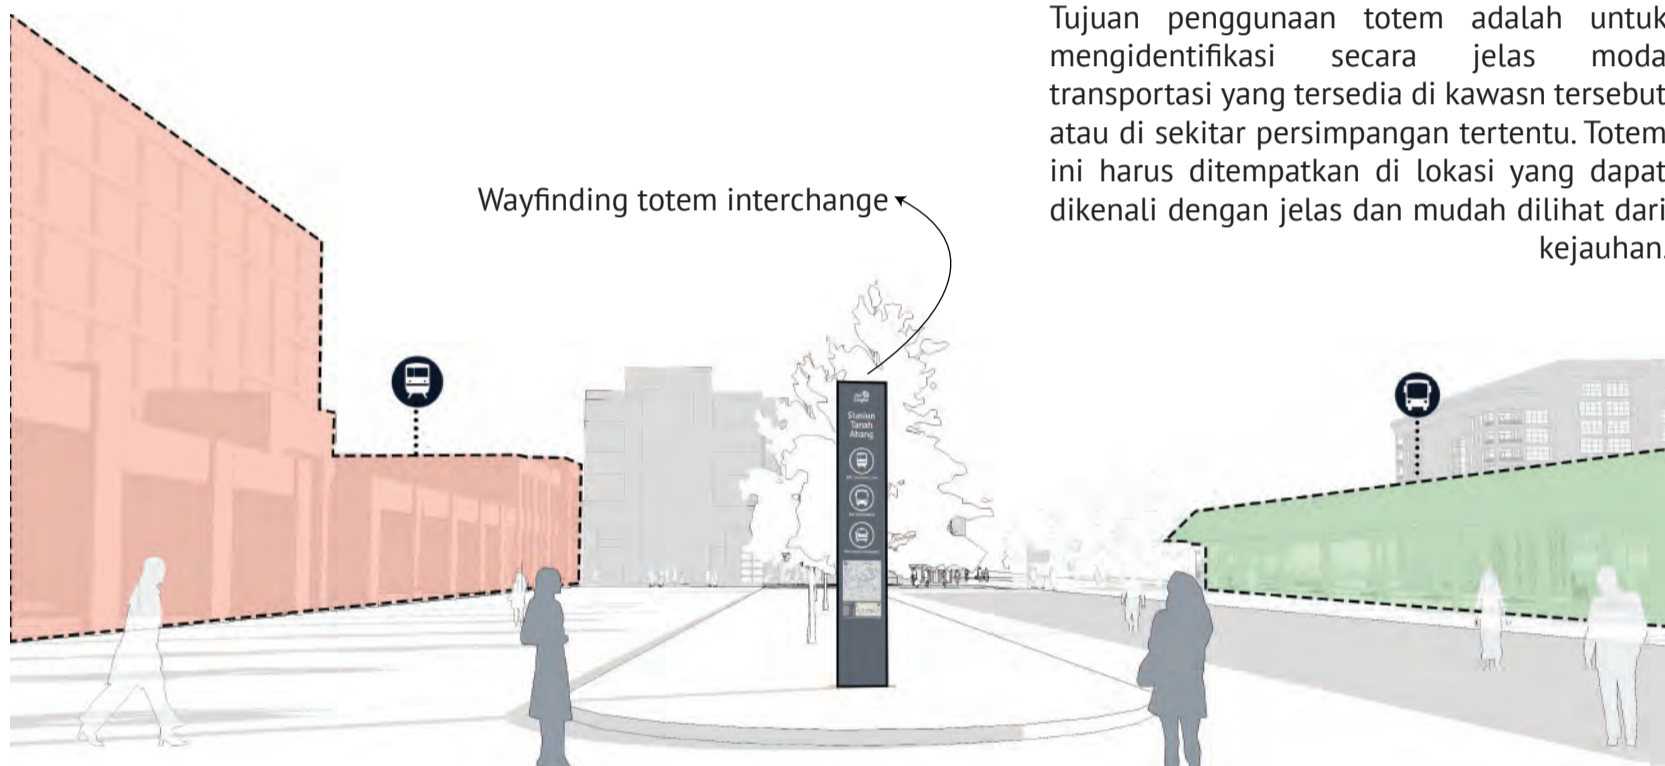 Tujuan penggunaan totem adalah untuk
mengidentifikasi secara jelas moda
transportasi yang tersedia di kawasn tersebut
atau di sekitar persimpangan tertentu. Totem
ini harus ditempatkan di lokasi yang dapat
dikenali dengan jelas dan mudah dilihat dari
kejauhan.
Wayfinding totem interchange
Stasiun
Tanah
Abang